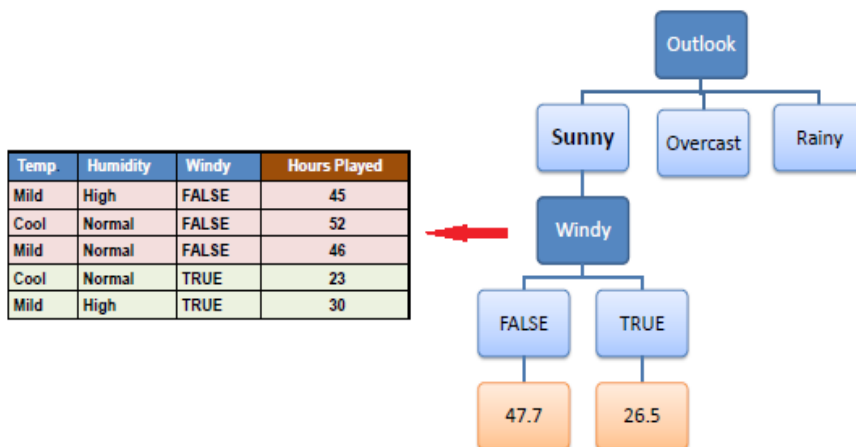 Outlook
Sunny Overcast Rainy
Temp. Humidity Windy Hours Played
Mild High FALSE 45
Cool Normal FALSE 52
Mild Normal FALSE 46
Cool Normal TRUE 23
Mild High TRUE 30
Windy
FALSE TRUE
47.7 26.5